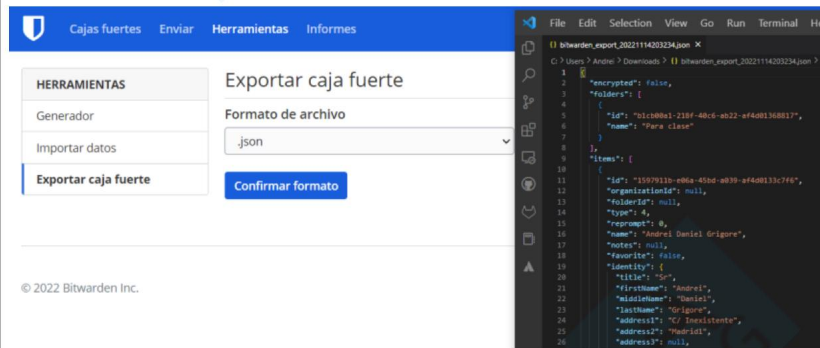 Cajas fuertes Enviar Herramientas Informes
HERRAMIENTAS
Generador
Importar datos
Exportar caja fuerte
Exportar caja fuerte
Formato de archivo
.json
Confirmar formato
© 2022 Bitwarden Inc.
File Edit Selection View Go Run Terminal
{} bitwarden_export_20221114203234.json X
C: > Users > Andrei > Downloads > {} bitwarden_export_20221114203234.json >
1 {
2 "encrypted": false,
3 "folders": [
4 {
5 "id": "b1cb00a1-218f-40c6-ab22-af4d01368817",
6 "name": "Para clase"
7 }
8 ],
9 "items": [
10 {
11 "id": "1597911b-e06a-45bd-a039-af4d0133c7f6",
12 "organizationId": null,
13 "folderId": null,
14 "type": 4,
15 "reprompt": 0,
16 "name": "Andrei Daniel Grigore",
17 "notes": null,
18 "favorite": false,
19 "identity": {
20 "title": "Sr",
21 "firstName": "Andrei",
22 "middleName": "Daniel",
23 "lastName": "Grigore",
24 "address1": "C/ Inexistente",
25 "address2": "Madrid1",
26 "address3": null,